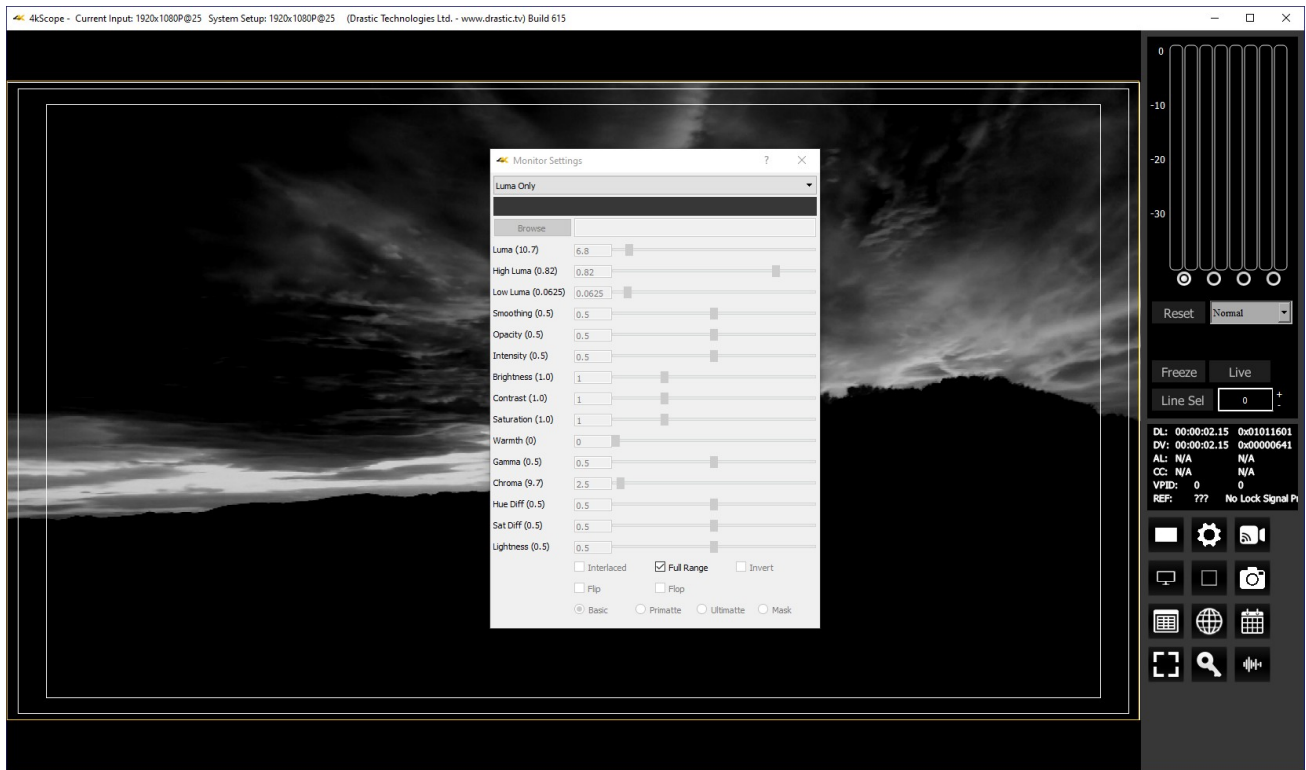 4kScope - Current Input: 1920x1080P@25 System Setup: 1920x1080P@25 (Drastic Technologies Ltd. - www.drastic.tv) Build 615
Monitor Settings
Luma Only
Browse
Luma (10.7) 6.8
High Luma (0.82) 0.82
Low Luma (0.0625) 0.0625
Smoothing (0.5) 0.5
Opacity (0.5) 0.5
Intensity (0.5) 0.5
Brightness (1.0) 1
Contrast (1.0) 1
Saturation (1.0) 1
Warmth (0) 0
Gamma (0.5) 0.5
Chroma (9.7) 2.5
Hue Diff (0.5) 0.5
Sat Diff (0.5) 0.5
Lightness (0.5) 0.5
Interlaced Full Range Invert
Flip Flop
Basic Primatte Ultimatte Mask
0
-10
-20
-30
Reset Normal
Freeze Live
Line Sel 0 + -
DL: 00:00:02.15 0x01011601
DV: 00:00:02.15 0x00000641
AL: N/A N/A
CC: N/A N/A
VPID: 0 0
REF: ??? No Lock Signal Pr